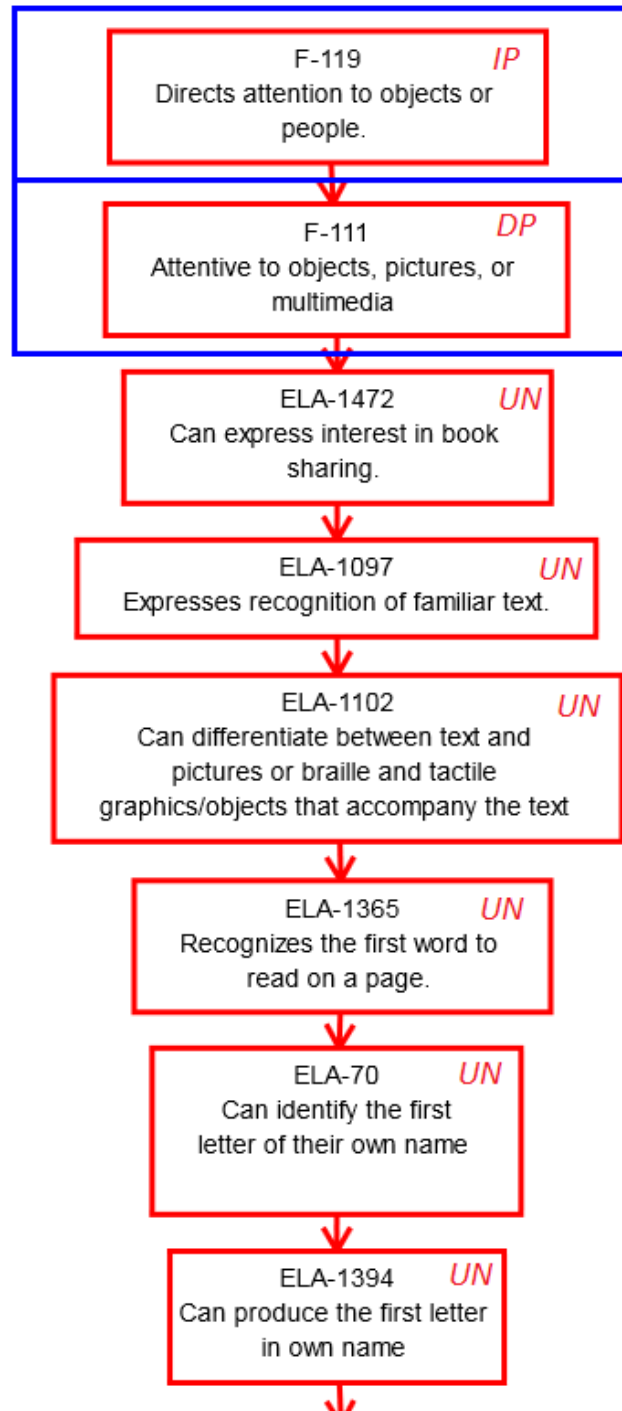 F-119 IP
Directs attention to objects or
people.
F-111 DP
Attentive to objects, pictures, or
multimedia
ELA-1472 UN
Can express interest in book
sharing.
ELA-1097 UN
Expresses recognition of familiar text.
ELA-1102 UN
Can differentiate between text and
pictures or braille and tactile
graphics/objects that accompany the text
ELA-1365 UN
Recognizes the first word to
read on a page.
ELA-70 UN
Can identify the first
letter of their own name
ELA-1394 UN
Can produce the first letter
in own name